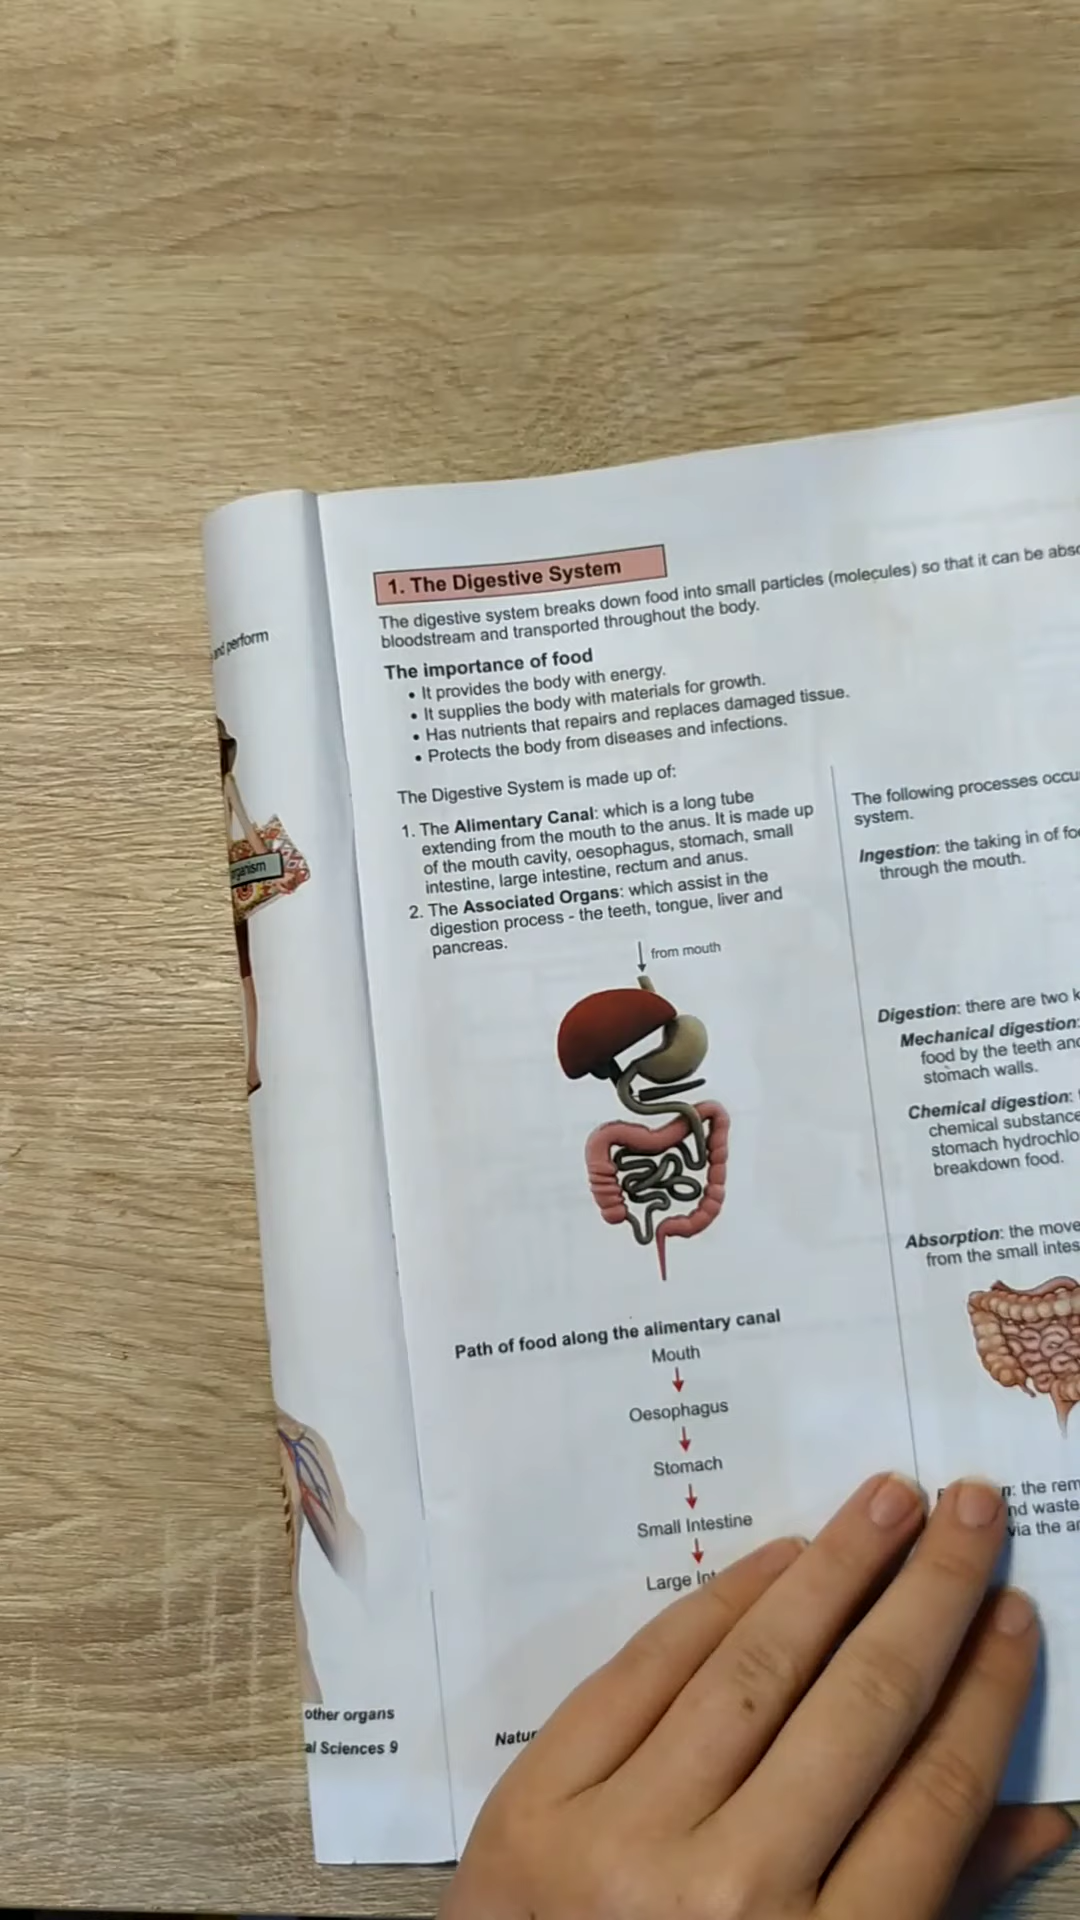 and perform
organism
other organs
al Sciences 9
1. The Digestive System
The digestive system breaks down food into small particles (molecules) so that it can be abso
bloodstream and transported throughout the body.
The importance of food
• It provides the body with energy.
• It supplies the body with materials for growth.
• Has nutrients that repairs and replaces damaged tissue.
• Protects the body from diseases and infections.
The Digestive System is made up of:
1. The Alimentary Canal: which is a long tube
extending from the mouth to the anus. It is made up
of the mouth cavity, oesophagus, stomach, small
intestine, large intestine, rectum and anus.
2. The Associated Organs: which assist in the
digestion process - the teeth, tongue, liver and
pancreas.
from mouth
Path of food along the alimentary canal
Mouth
Oesophagus
Stomach
Small Intestine
Large Int
Natur
The following processes occu
system.
Ingestion: the taking in of fo
through the mouth.
Digestion: there are two k
Mechanical digestion:
food by the teeth and
stomach walls.
Chemical digestion:
chemical substance
stomach hydrochlo
breakdown food.
Absorption: the move
from the small intes
n: the rem
nd waste
via the an